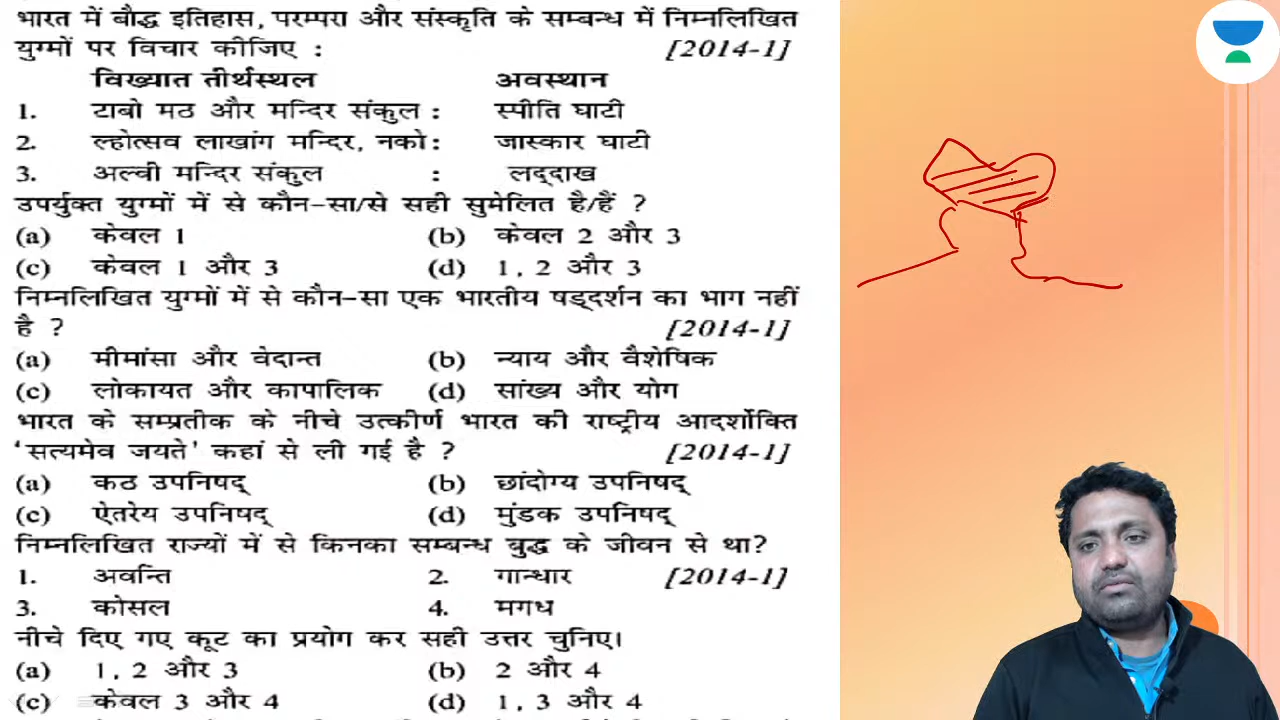 भारत में बौद्ध इतिहास, परम्परा और संस्कृति के सम्बन्ध में निम्नलिखित
युग्मों पर विचार कीजिए : [2014-1]
विख्यात तीर्थस्थल अवस्थान
1. टाबो मठ और मन्दिर संकुल : स्पीति घाटी
2. ल्होत्सव लाखांग मन्दिर, नको : जास्कार घाटी
3. अल्ची मन्दिर संकुल : लद्दाख
उपर्युक्त युग्मों में से कौन-सा/से सही सुमेलित है/हैं ?
(a) केवल 1 (b) केवल 2 और 3
(c) केवल 1 और 3 (d) 1, 2 और 3
निम्नलिखित युग्मों में से कौन-सा एक भारतीय षड्दर्शन का भाग नहीं
है ? [2014-1]
(a) मीमांसा और वेदान्त (b) न्याय और वैशेषिक
(c) लोकायत और कापालिक (d) सांख्य और योग
भारत के सम्प्रतीक के नीचे उत्कीर्ण भारत की राष्ट्रीय आदर्शोक्ति
'सत्यमेव जयते' कहां से ली गई है ? [2014-1]
(a) कठ उपनिषद् (b) छांदोग्य उपनिषद्
(c) ऐतरेय उपनिषद् (d) मुंडक उपनिषद्
निम्नलिखित राज्यों में से किनका सम्बन्ध बुद्ध के जीवन से था?
1. अवन्ति 2. गान्धार [2014-1]
3. कोसल 4. मगध
नीचे दिए गए कूट का प्रयोग कर सही उत्तर चुनिए।
(a) 1, 2 और 3 (b) 2 और 4
(c) केवल 3 और 4 (d) 1, 3 और 4